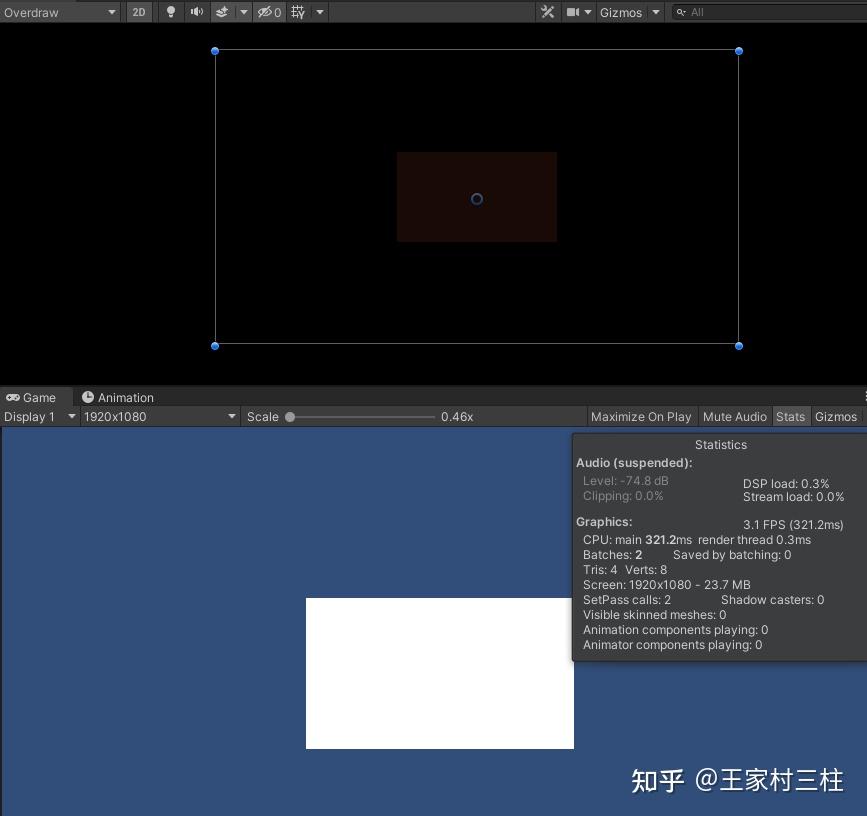 Overdraw 2D 0 Gizmos All
Game Animation
Display 1 1920x1080 Scale 0.46x Maximize On Play Mute Audio Stats Gizmos
Statistics
Audio (suspended):
Level: -74.8 dB DSP load: 0.3%
Clipping: 0.0% Stream load: 0.0%
Graphics: 3.1 FPS (321.2ms)
CPU: main 321.2ms render thread 0.3ms
Batches: 2 Saved by batching: 0
Tris: 4 Verts: 8
Screen: 1920x1080 - 23.7 MB
SetPass calls: 2 Shadow casters: 0
Visible skinned meshes: 0
Animation components playing: 0
Animator components playing: 0
知乎 @王家村三柱